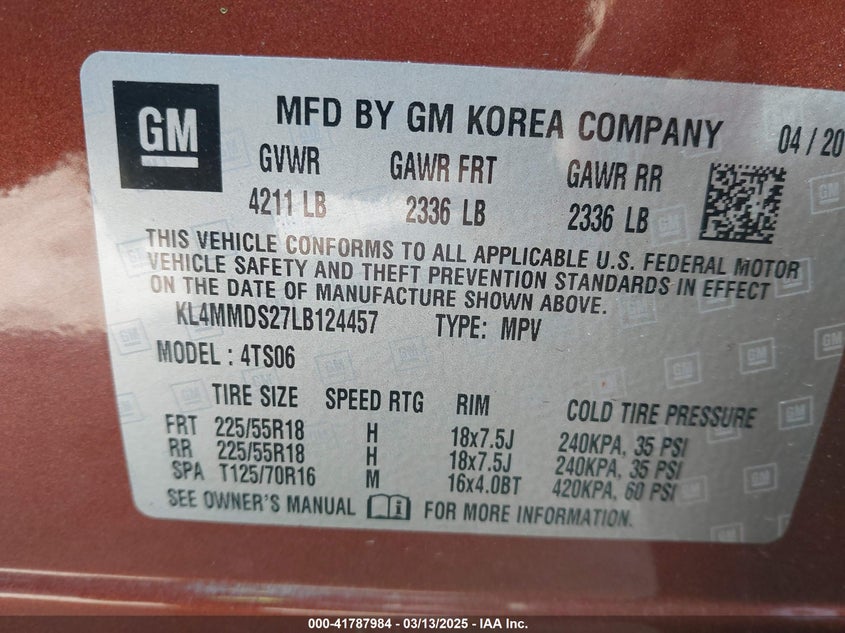 GM
MFD BY GM KOREA COMPANY 04 / 20
GVWR GAWR FRT GAWR RR
4211 LB 2336 LB 2336 LB
THIS VEHICLE CONFORMS TO ALL APPLICABLE U.S. FEDERAL MOTOR
VEHICLE SAFETY AND THEFT PREVENTION STANDARDS IN EFFECT
ON THE DATE OF MANUFACTURE SHOWN ABOVE.
KL4MMDS27LB124457 TYPE: MPV
MODEL : 4TS06
TIRE SIZE SPEED RTG RIM COLD TIRE PRESSURE
FRT 225/55R18 H 18x7.5J 240KPA, 35 PSI
RR 225/55R18 H 18x7.5J 240KPA, 35 PSI
SPA T125/70R16 M 16x4.0BT 420KPA, 60 PSI
SEE OWNER'S MANUAL FOR MORE INFORMATION.
000-41787984 - 03/13/2025 - IAA Inc.